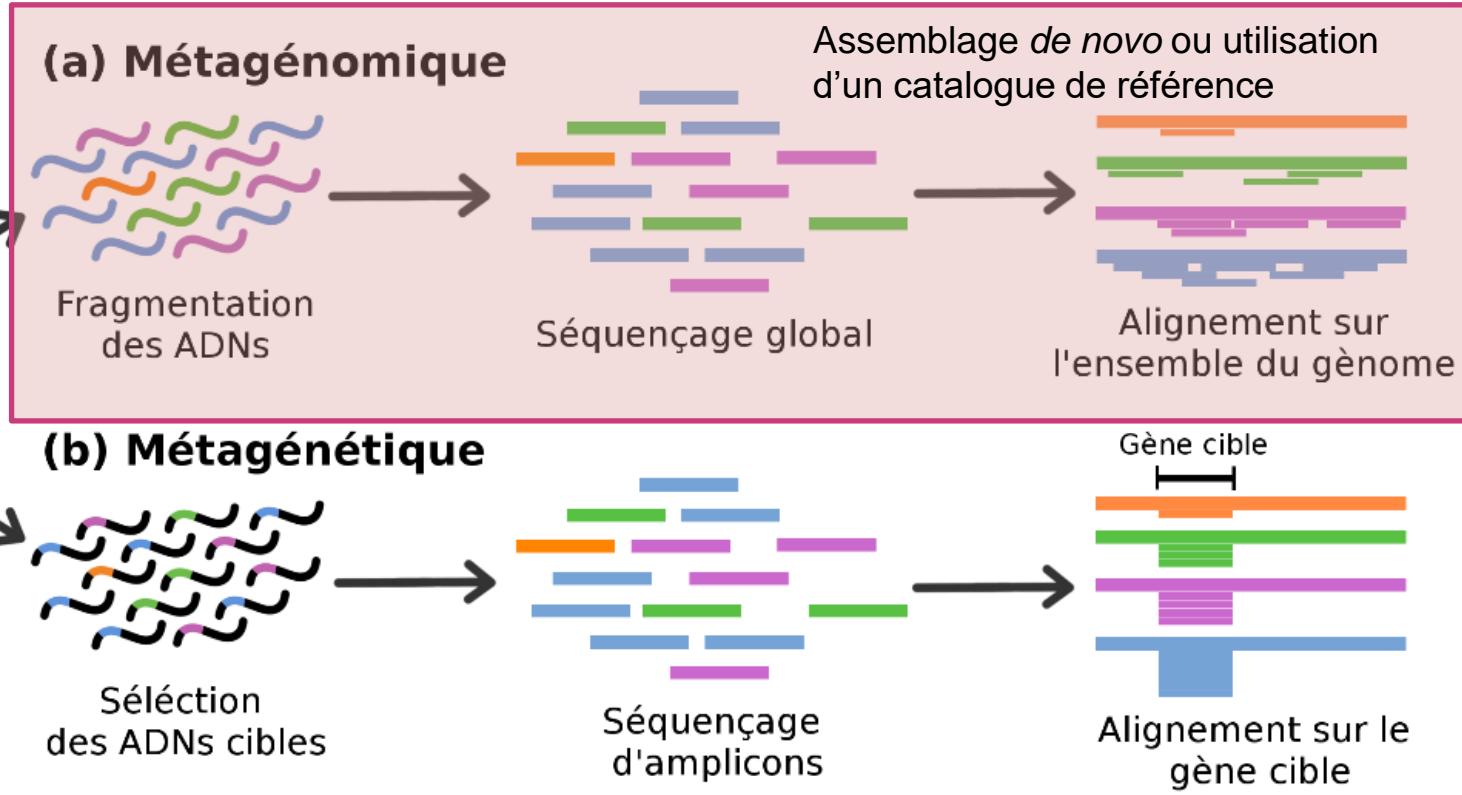 (a) Métagénomique
Assemblage de novo ou utilisation
d'un catalogue de référence
Fragmentation
des ADNs
Séquençage global
Alignement sur
l'ensemble du gènome
(b) Métagénétique
Gène cible
Séléction
des ADNs cibles
Séquençage
d'amplicons
Alignement sur le
gène cible